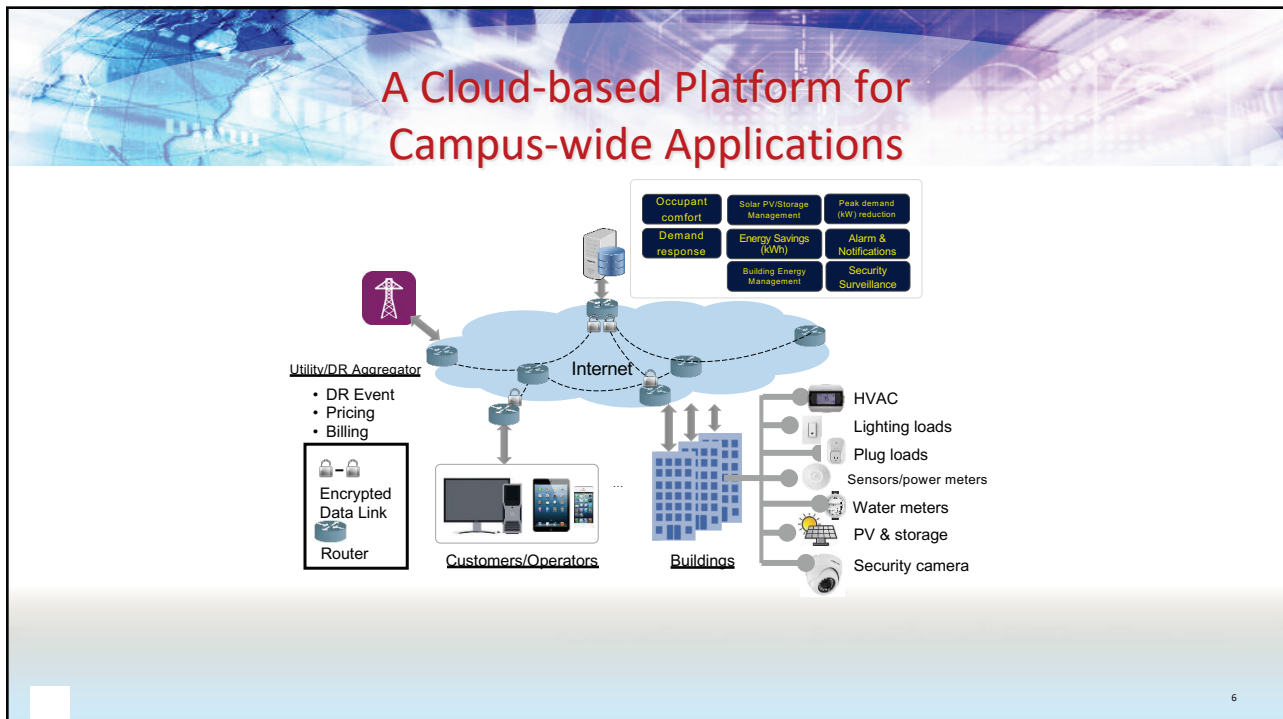 A Cloud-based Platform for
Campus-wide Applications
Occupant
comfort
Solar PV/Storage
Management
Peak demand
(kW) reduction
Demand
response
Energy Savings
(kWh)
Alarm &
Notifications
Building Energy
Management
Security
Surveillance
Internet
Utility/DR Aggregator
• DR Event
• Pricing
• Billing
Encrypted
Data Link
Router
Customers/Operators
...
Buildings
HVAC
Lighting loads
Plug loads
Sensors/power meters
Water meters
PV & storage
Security camera
6